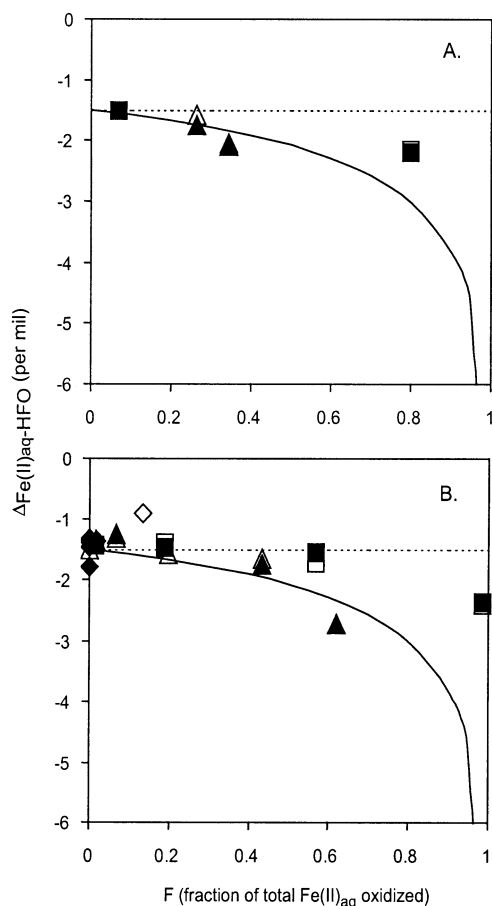 A.
0
-1
-2
-3
-4
-5
-6
0 0.2 0.4 0.6 0.8 1
ΔFe(II)aq-HFO (per mil)
B.
0
-1
-2
-3
-4
-5
-6
0 0.2 0.4 0.6 0.8 1
F (fraction of total Fe(II)aq oxidized)